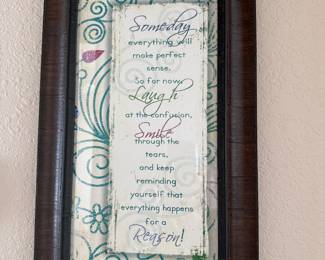 Someday
everything will
make perfect
sense.
So for now,
Laugh
at the confusion,
Smile
through the
tears,
and keep
reminding
yourself that
everything happens
for a
Reason!